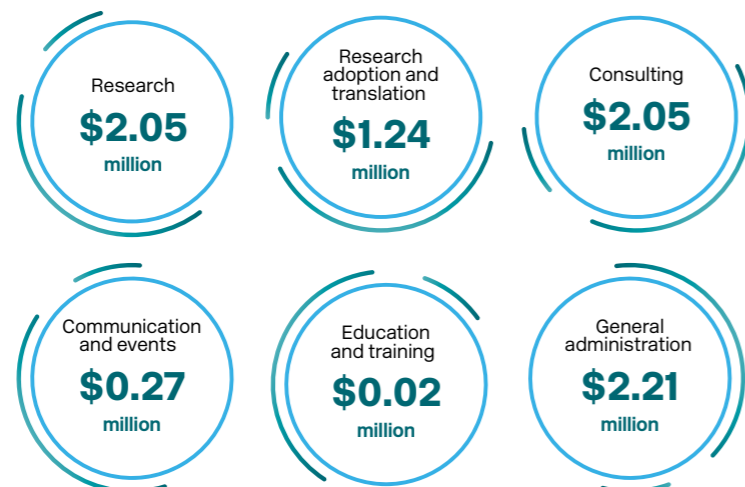 Research
$2.05
million
Research
adoption and
translation
$1.24
million
Consulting
$2.05
million
Communication
and events
$0.27
million
Education
and training
$0.02
million
General
administration
$2.21
million